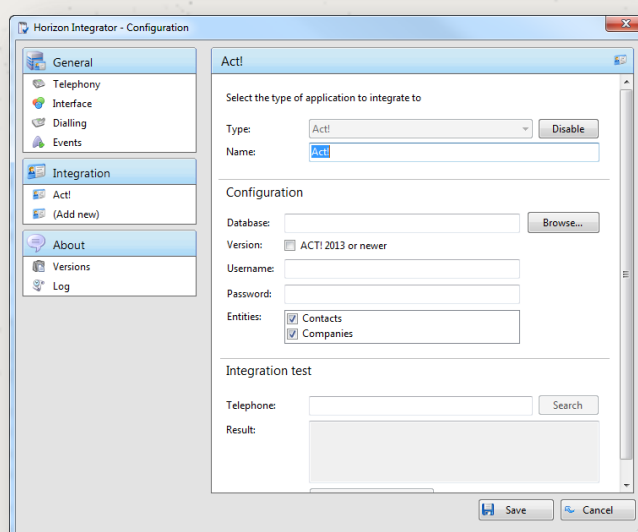 Horizon Integrator - Configuration
General
Telephony
Interface
Dialling
Events
Integration
Act!
(Add new)
About
Versions
Log
Act!
Select the type of application to integrate to
Type: Act! Disable
Name: Act!
Configuration
Database: Browse...
Version: ACT! 2013 or newer
Username:
Password:
Entities: Contacts
Companies
Integration test
Telephone: Search
Result:
Save Cancel